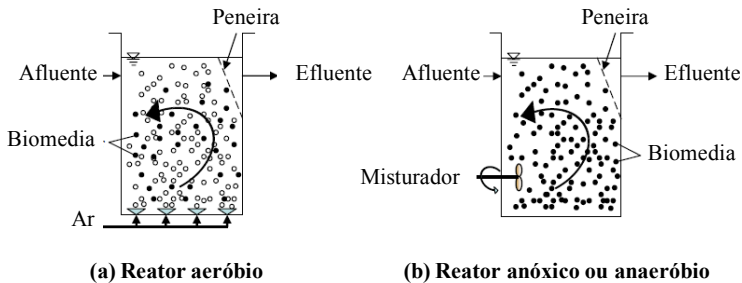 Peneira
Afluente
Efluente
Biomedia
Ar
(a) Reator aeróbio
Peneira
Afluente
Efluente
Biomedia
Misturador
(b) Reator anóxico ou anaeróbio